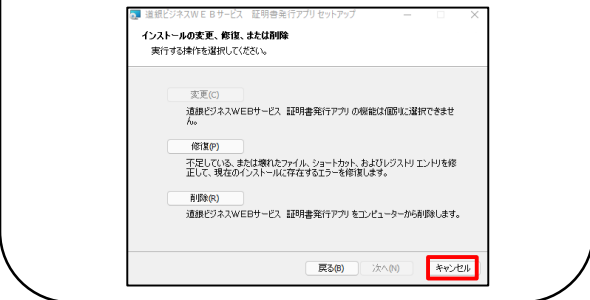 道銀ビジネスWEBサービス 証明書発行アプリ セットアップ
インストールの変更、修復、または削除
実行する操作を選択してください。
変更(C)
道銀ビジネスWEBサービス 証明書発行アプリ の機能は個別に選択できませ
ん。
修復(P)
不足している、または壊れたファイル、ショートカット、およびレジストリ エントリを修
正して、現在のインストールに存在するエラーを修復します。
削除(R)
道銀ビジネスWEBサービス 証明書発行アプリ をコンピューターから削除します。
戻る(B) 次へ(N) キャンセル